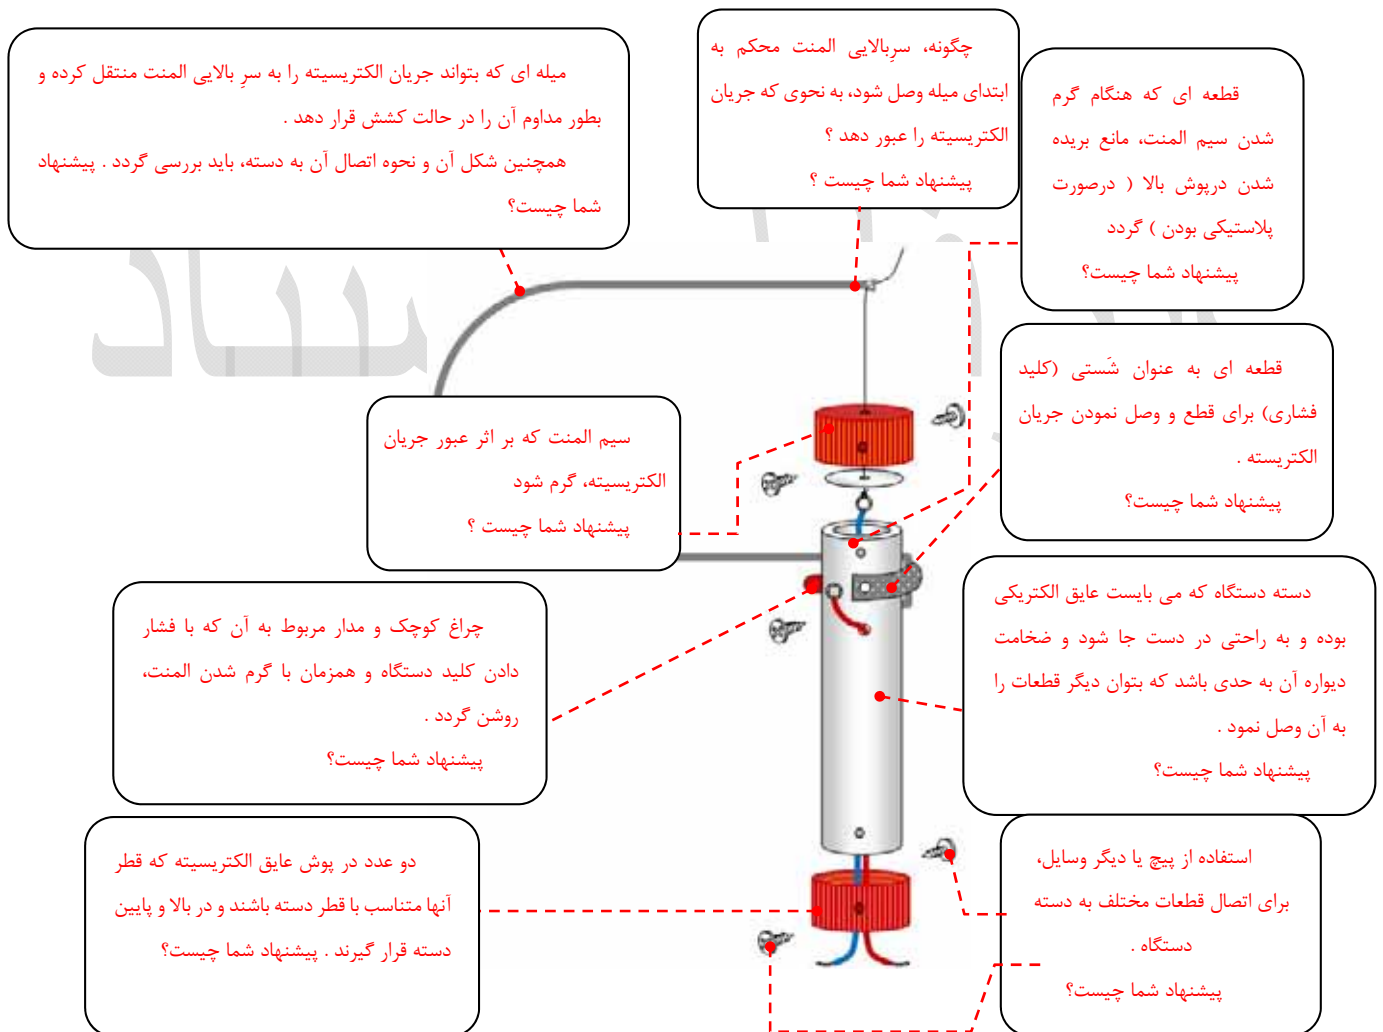 میله ای که بتواند جریان الکتریسیته را به سرِ بالایی المنت منتقل کرده و
بطور مداوم آن را در حالت کشش قرار دهد .
همچنین شکل آن و نحوه اتصال آن به دسته، باید بررسی گردد . پیشنهاد
شما چیست؟
چگونه، سرِبالایی المنت محکم به
ابتدای میله وصل شود، به نحوی که جریان
الکتریسیته را عبور دهد ؟
پیشنهاد شما چیست ؟
قطعه ای که هنگام گرم
شدن سیم المنت، مانع بریده
شدن درپوش بالا ( درصورت
پلاستیکی بودن ) گردد
پیشنهاد شما چیست؟
قطعه ای به عنوان شَستی (کلید
فشاری) برای قطع و وصل نمودن جریان
الکتریسته .
پیشنهاد شما چیست؟
سیم المنت که بر اثر عبور جریان
الکتریسیته، گرم شود
پیشنهاد شما چیست ؟
دسته دستگاه که می بایست عایق الکتریکی
بوده و به راحتی در دست جا شود و ضخامت
دیواره آن به حدی باشد که بتوان دیگر قطعات را
به آن وصل نمود .
پیشنهاد شما چیست؟
چراغ کوچک و مدار مربوط به آن که با فشار
دادن کلید دستگاه و همزمان با گرم شدن المنت،
روشن گردد .
پیشنهاد شما چیست؟
دو عدد در پوش عایق الکتریسیته که قطر
آنها متناسب با قطر دسته باشند و در بالا و پایین
دسته قرار گیرند . پیشنهاد شما چیست؟
استفاده از پیچ یا دیگر وسایل،
برای اتصال قطعات مختلف به دسته
دستگاه .
پیشنهاد شما چیست؟